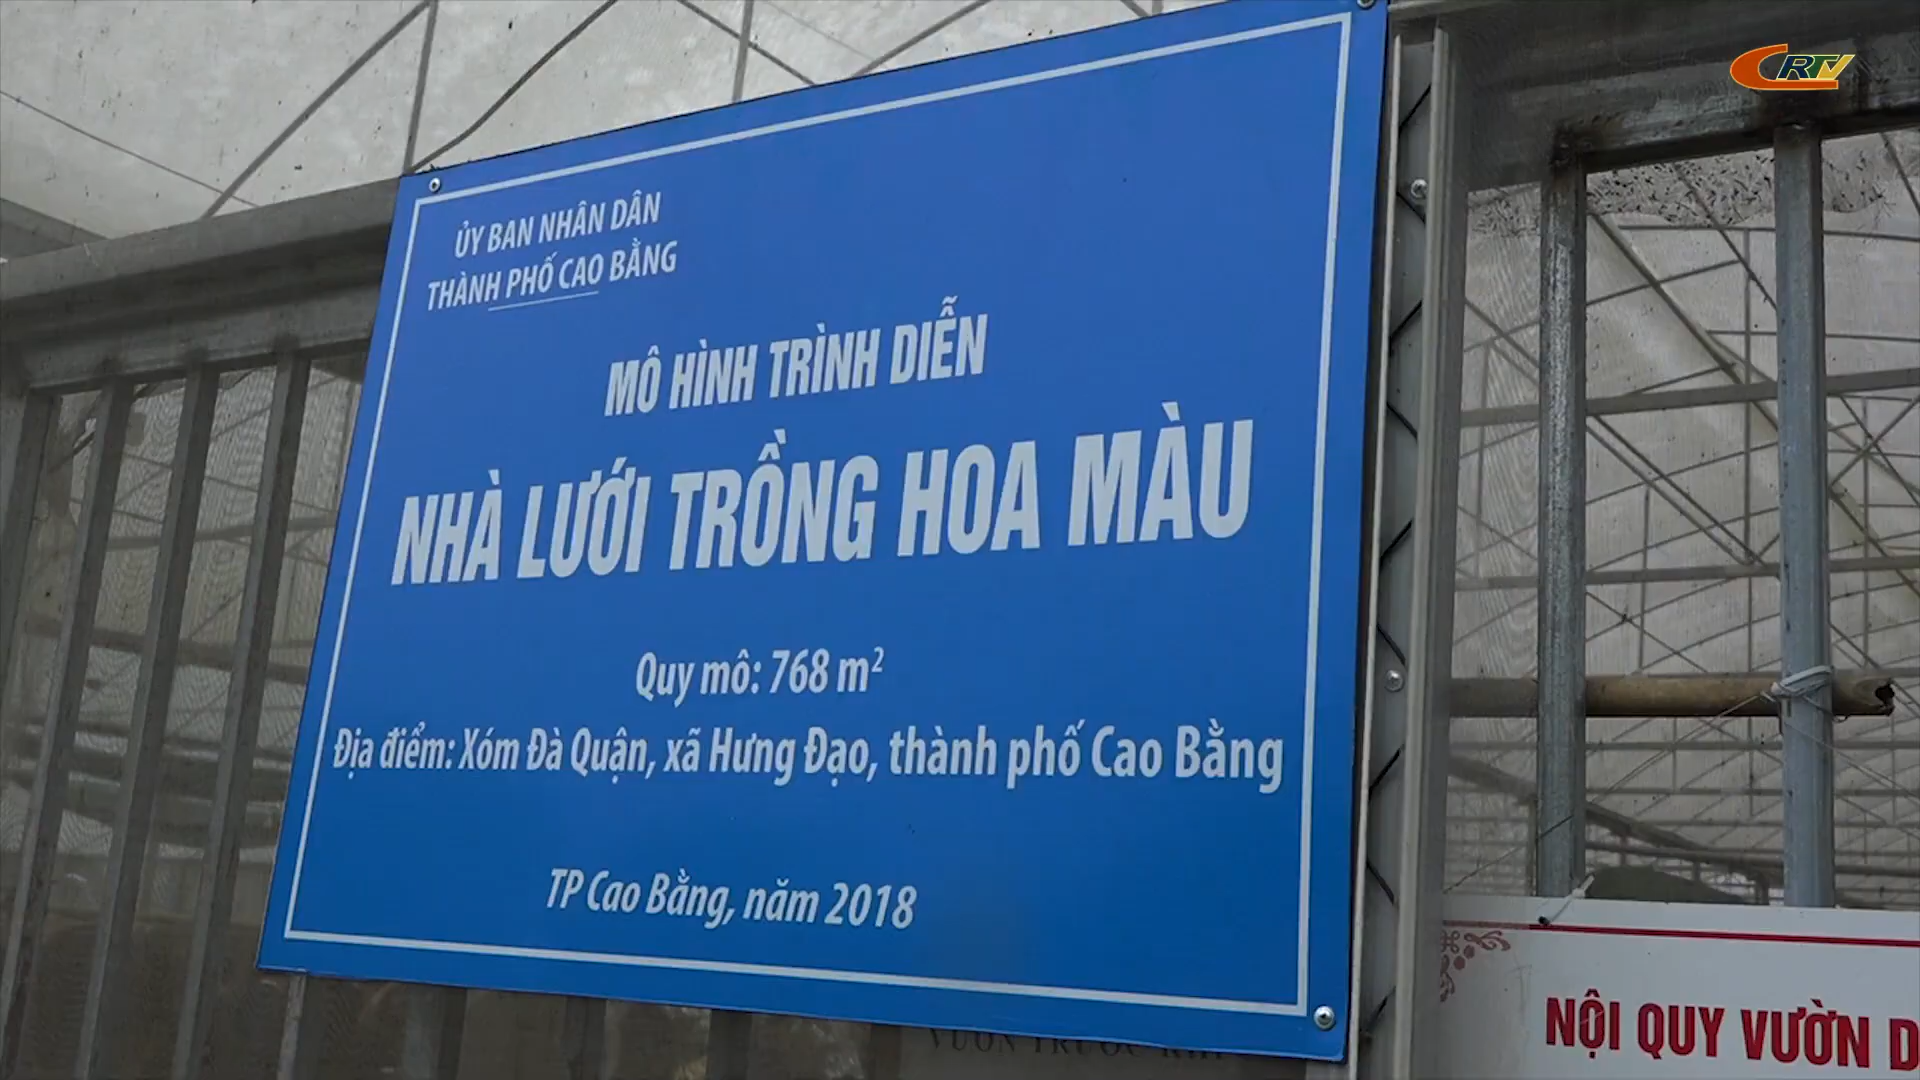 CRTV
ỦY BAN NHÂN DÂN
THÀNH PHỐ CAO BẰNG
MÔ HÌNH TRÌNH DIỄN
NHÀ LƯỚI TRỒNG HOA MÀU
Quy mô: 768 m²
Địa điểm: Xóm Đà Quận, xã Hưng Đạo, thành phố Cao Bằng
TP Cao Bằng, năm 2018
NỘI QUY VƯỜN D